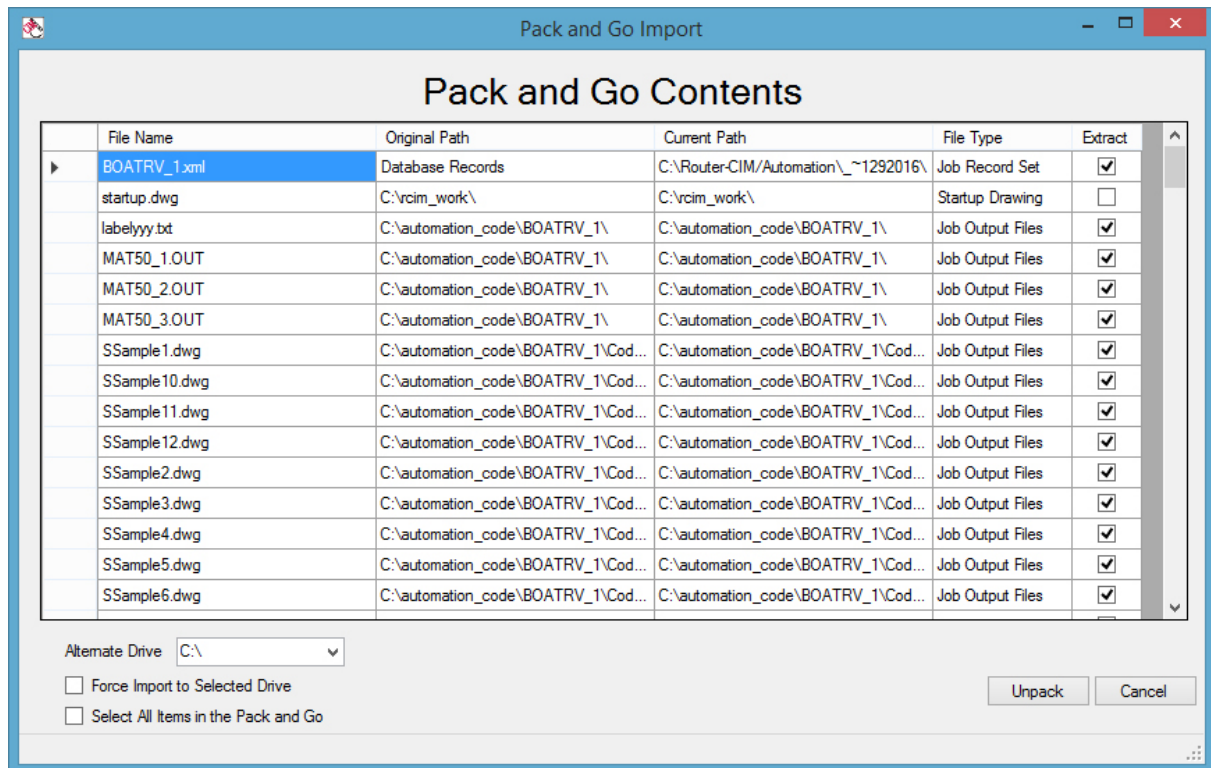 Pack and Go Import
Pack and Go Contents
File Name Original Path Current Path File Type Extract
BOATRV_1.xml Database Records C:\Router-CIM/Automation\_~1292016\ Job Record Set
startup.dwg C:\rcim_work\ C:\rcim_work\ Startup Drawing
labelyyy.txt C:\automation_code\BOATRV_1\ C:\automation_code\BOATRV_1\ Job Output Files
MAT50_1.OUT C:\automation_code\BOATRV_1\ C:\automation_code\BOATRV_1\ Job Output Files
MAT50_2.OUT C:\automation_code\BOATRV_1\ C:\automation_code\BOATRV_1\ Job Output Files
MAT50_3.OUT C:\automation_code\BOATRV_1\ C:\automation_code\BOATRV_1\ Job Output Files
SSample1.dwg C:\automation_code\BOATRV_1\Cod... C:\automation_code\BOATRV_1\Cod... Job Output Files
SSample10.dwg C:\automation_code\BOATRV_1\Cod... C:\automation_code\BOATRV_1\Cod... Job Output Files
SSample11.dwg C:\automation_code\BOATRV_1\Cod... C:\automation_code\BOATRV_1\Cod... Job Output Files
SSample12.dwg C:\automation_code\BOATRV_1\Cod... C:\automation_code\BOATRV_1\Cod... Job Output Files
SSample2.dwg C:\automation_code\BOATRV_1\Cod... C:\automation_code\BOATRV_1\Cod... Job Output Files
SSample3.dwg C:\automation_code\BOATRV_1\Cod... C:\automation_code\BOATRV_1\Cod... Job Output Files
SSample4.dwg C:\automation_code\BOATRV_1\Cod... C:\automation_code\BOATRV_1\Cod... Job Output Files
SSample5.dwg C:\automation_code\BOATRV_1\Cod... C:\automation_code\BOATRV_1\Cod... Job Output Files
SSample6.dwg C:\automation_code\BOATRV_1\Cod... C:\automation_code\BOATRV_1\Cod... Job Output Files
Alternate Drive C:\
Force Import to Selected Drive
Unpack Cancel
Select All Items in the Pack and Go